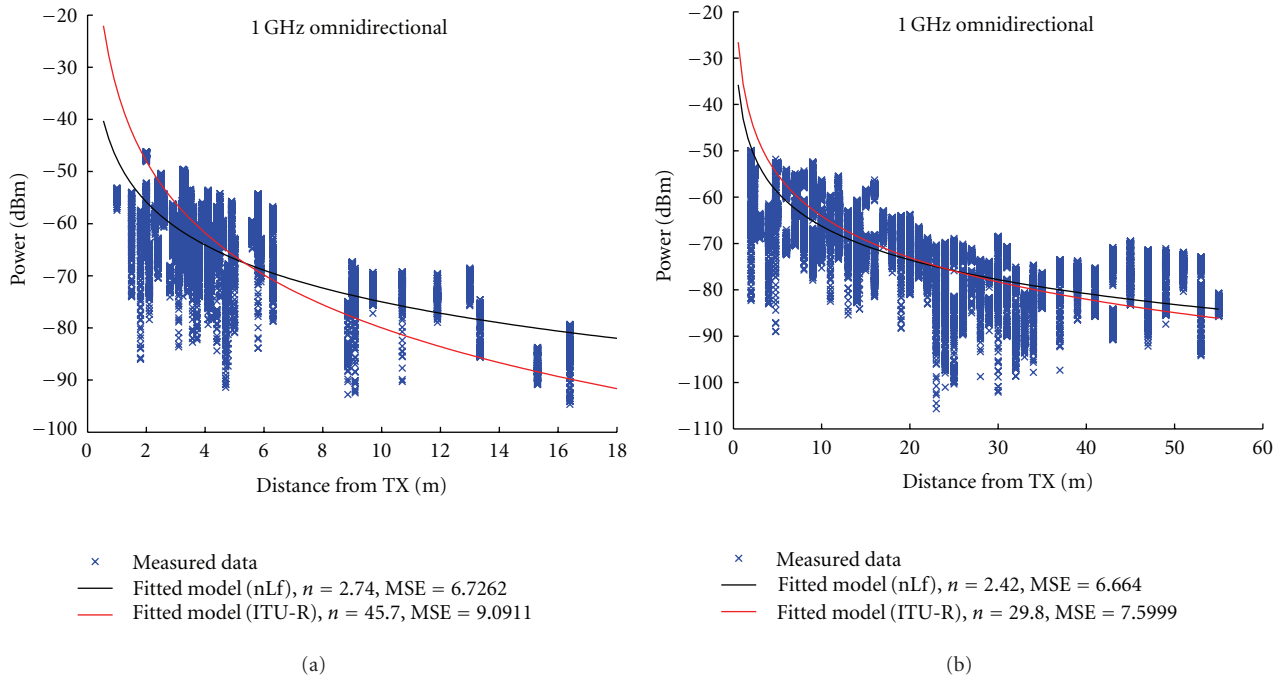 1 GHz omnidirectional
−20
−30
−40
−50
−60
−70
−80
−90
−100
Power (dBm)
0 2 4 6 8 10 12 14 16 18
Distance from TX (m)
Measured data
Fitted model (nLf), n = 2.74, MSE = 6.7262
Fitted model (ITU-R), n = 45.7, MSE = 9.0911
(a)
1 GHz omnidirectional
−20
−30
−40
−50
−60
−70
−80
−90
−100
−110
Power (dBm)
0 10 20 30 40 50 60
Distance from TX (m)
Measured data
Fitted model (nLf), n = 2.42, MSE = 6.664
Fitted model (ITU-R), n = 29.8, MSE = 7.5999
(b)